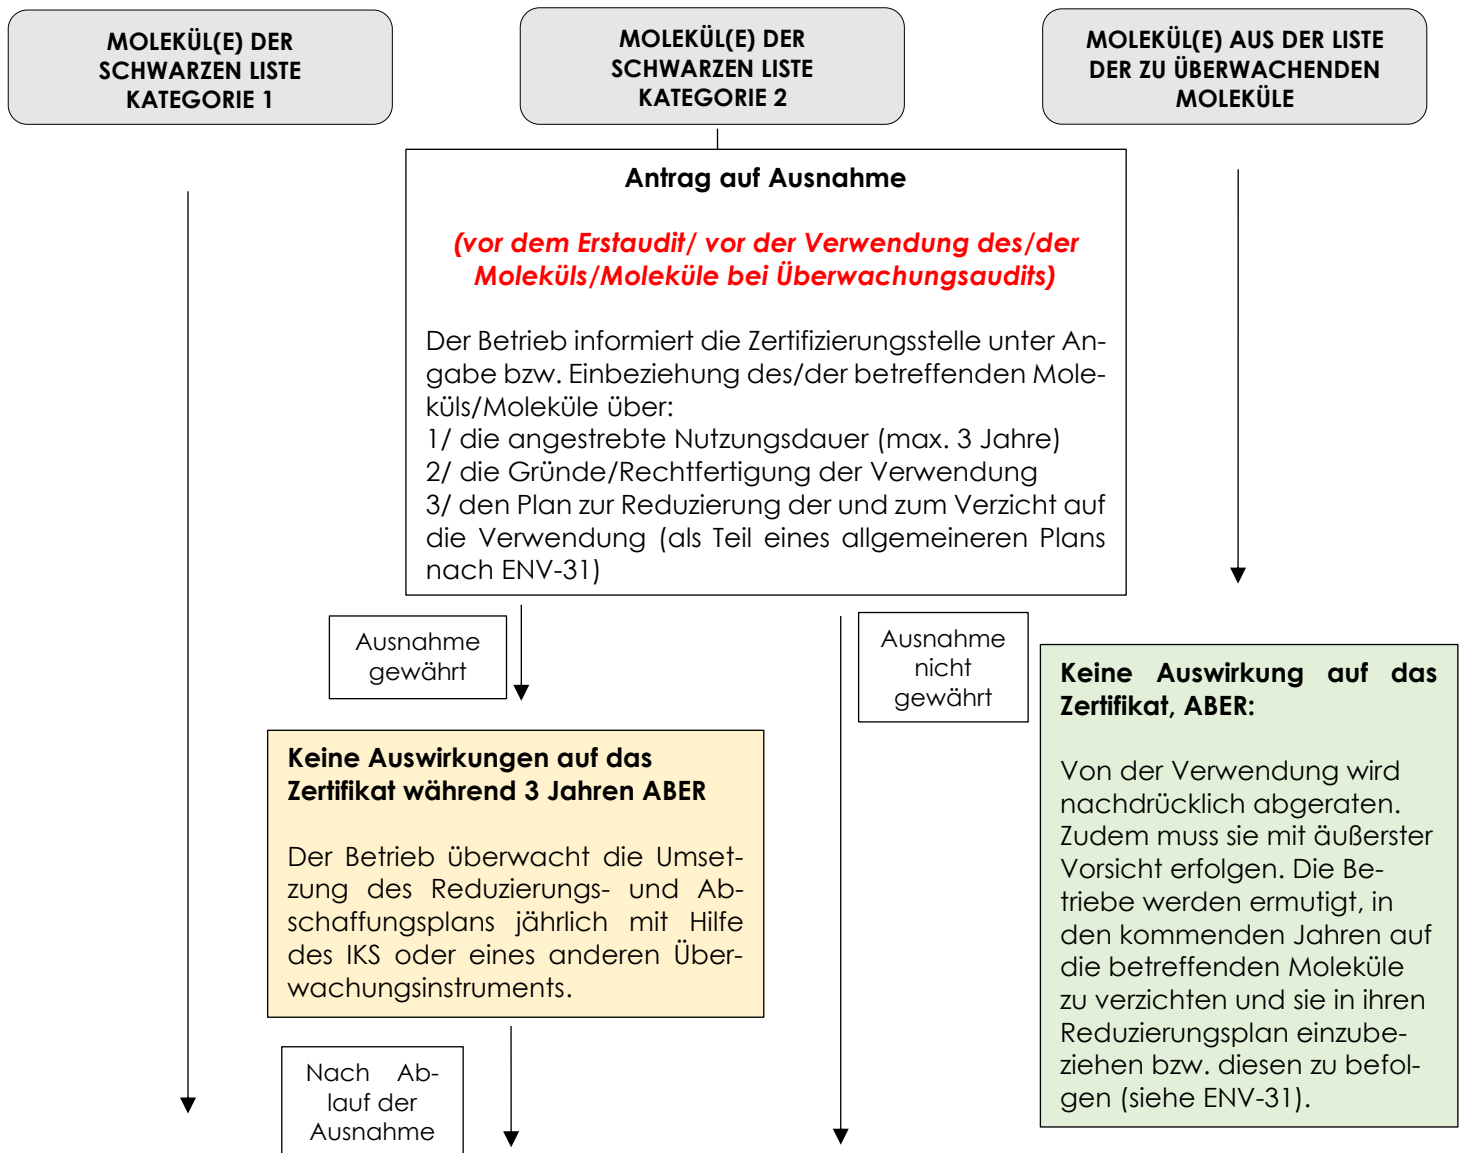 MOLEKÜL(E) DER
SCHWARZEN LISTE
KATEGORIE 1
MOLEKÜL(E) DER
SCHWARZEN LISTE
KATEGORIE 2
MOLEKÜL(E) AUS DER LISTE
DER ZU ÜBERWACHENDEN
MOLEKÜLE
Antrag auf Ausnahme
(vor dem Erstaudit/ vor der Verwendung des/der
Moleküls/Moleküle bei Überwachungsaudits)
Der Betrieb informiert die Zertifizierungsstelle unter An-
gabe bzw. Einbeziehung des/der betreffenden Mole-
küls/Moleküle über:
1/ die angestrebte Nutzungsdauer (max. 3 Jahre)
2/ die Gründe/Rechtfertigung der Verwendung
3/ den Plan zur Reduzierung der und zum Verzicht auf
die Verwendung (als Teil eines allgemeineren Plans
nach ENV-31)
Ausnahme
gewährt
Ausnahme
nicht
gewährt
Keine Auswirkungen auf das
Zertifikat während 3 Jahren ABER
Der Betrieb überwacht die Umset-
zung des Reduzierungs- und Ab-
schaffungsplans jährlich mit Hilfe
des IKS oder eines anderen Über-
wachungsinstruments.
Keine Auswirkung auf das
Zertifikat, ABER:
Von der Verwendung wird
nachdrücklich abgeraten.
Zudem muss sie mit äußerster
Vorsicht erfolgen. Die Be-
triebe werden ermutigt, in
den kommenden Jahren auf
die betreffenden Moleküle
zu verzichten und sie in ihren
Reduzierungsplan einzube-
ziehen bzw. diesen zu befol-
gen (siehe ENV-31).
Nach Ab-
lauf der
Ausnahme